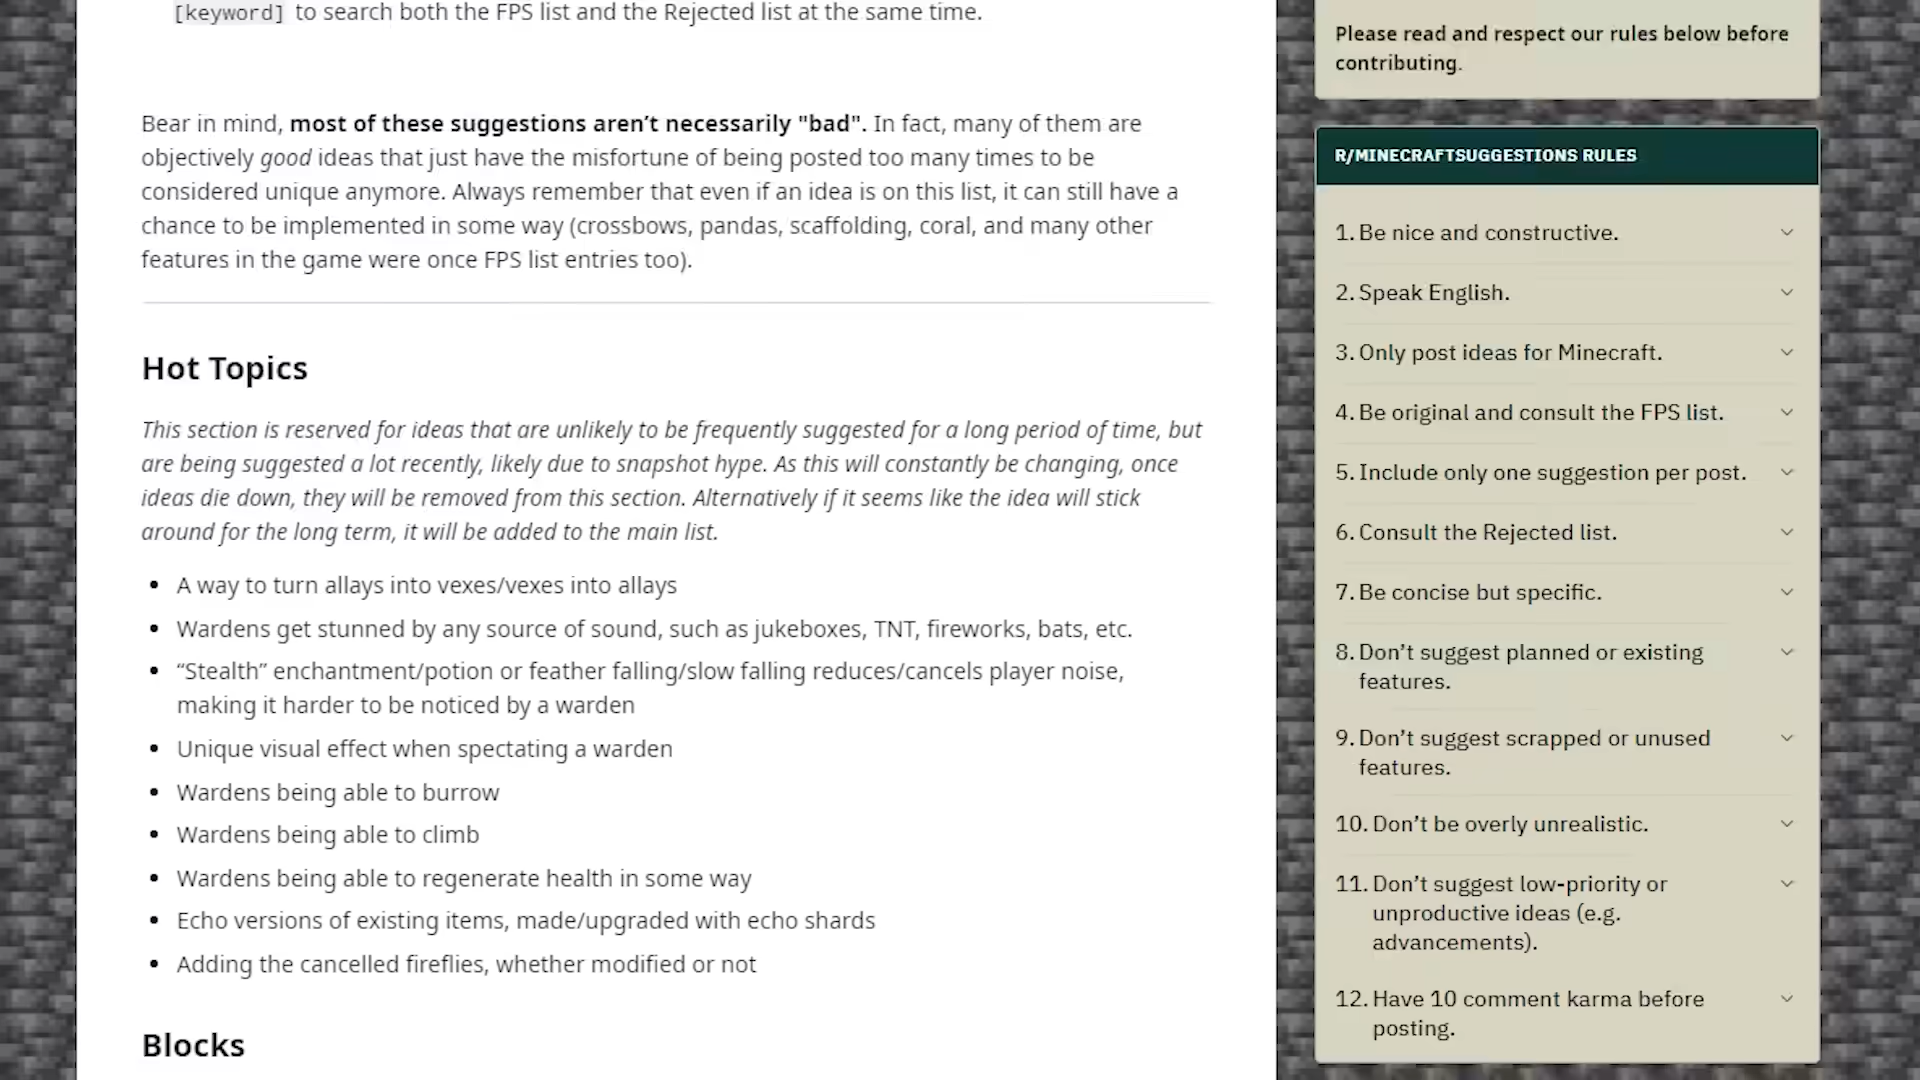 [keyword] to search both the FPS list and the Rejected list at the same time.
Bear in mind, most of these suggestions aren’t necessarily "bad". In fact, many of them are
objectively good ideas that just have the misfortune of being posted too many times to be
considered unique anymore. Always remember that even if an idea is on this list, it can still have a
chance to be implemented in some way (crossbows, pandas, scaffolding, coral, and many other
features in the game were once FPS list entries too).
Hot Topics
This section is reserved for ideas that are unlikely to be frequently suggested for a long period of time, but
are being suggested a lot recently, likely due to snapshot hype. As this will constantly be changing, once
ideas die down, they will be removed from this section. Alternatively if it seems like the idea will stick
around for the long term, it will be added to the main list.
• A way to turn allays into vexes/vexes into allays
• Wardens get stunned by any source of sound, such as jukeboxes, TNT, fireworks, bats, etc.
• “Stealth” enchantment/potion or feather falling/slow falling reduces/cancels player noise,
making it harder to be noticed by a warden
• Unique visual effect when spectating a warden
• Wardens being able to burrow
• Wardens being able to climb
• Wardens being able to regenerate health in some way
• Echo versions of existing items, made/upgraded with echo shards
• Adding the cancelled fireflies, whether modified or not
Blocks
Please read and respect our rules below before
contributing.
R/MINECRAFTSUGGESTIONS RULES
1. Be nice and constructive.
2. Speak English.
3. Only post ideas for Minecraft.
4. Be original and consult the FPS list.
5. Include only one suggestion per post.
6. Consult the Rejected list.
7. Be concise but specific.
8. Don’t suggest planned or existing
features.
9. Don’t suggest scrapped or unused
features.
10. Don’t be overly unrealistic.
11. Don’t suggest low-priority or
unproductive ideas (e.g.
advancements).
12. Have 10 comment karma before
posting.